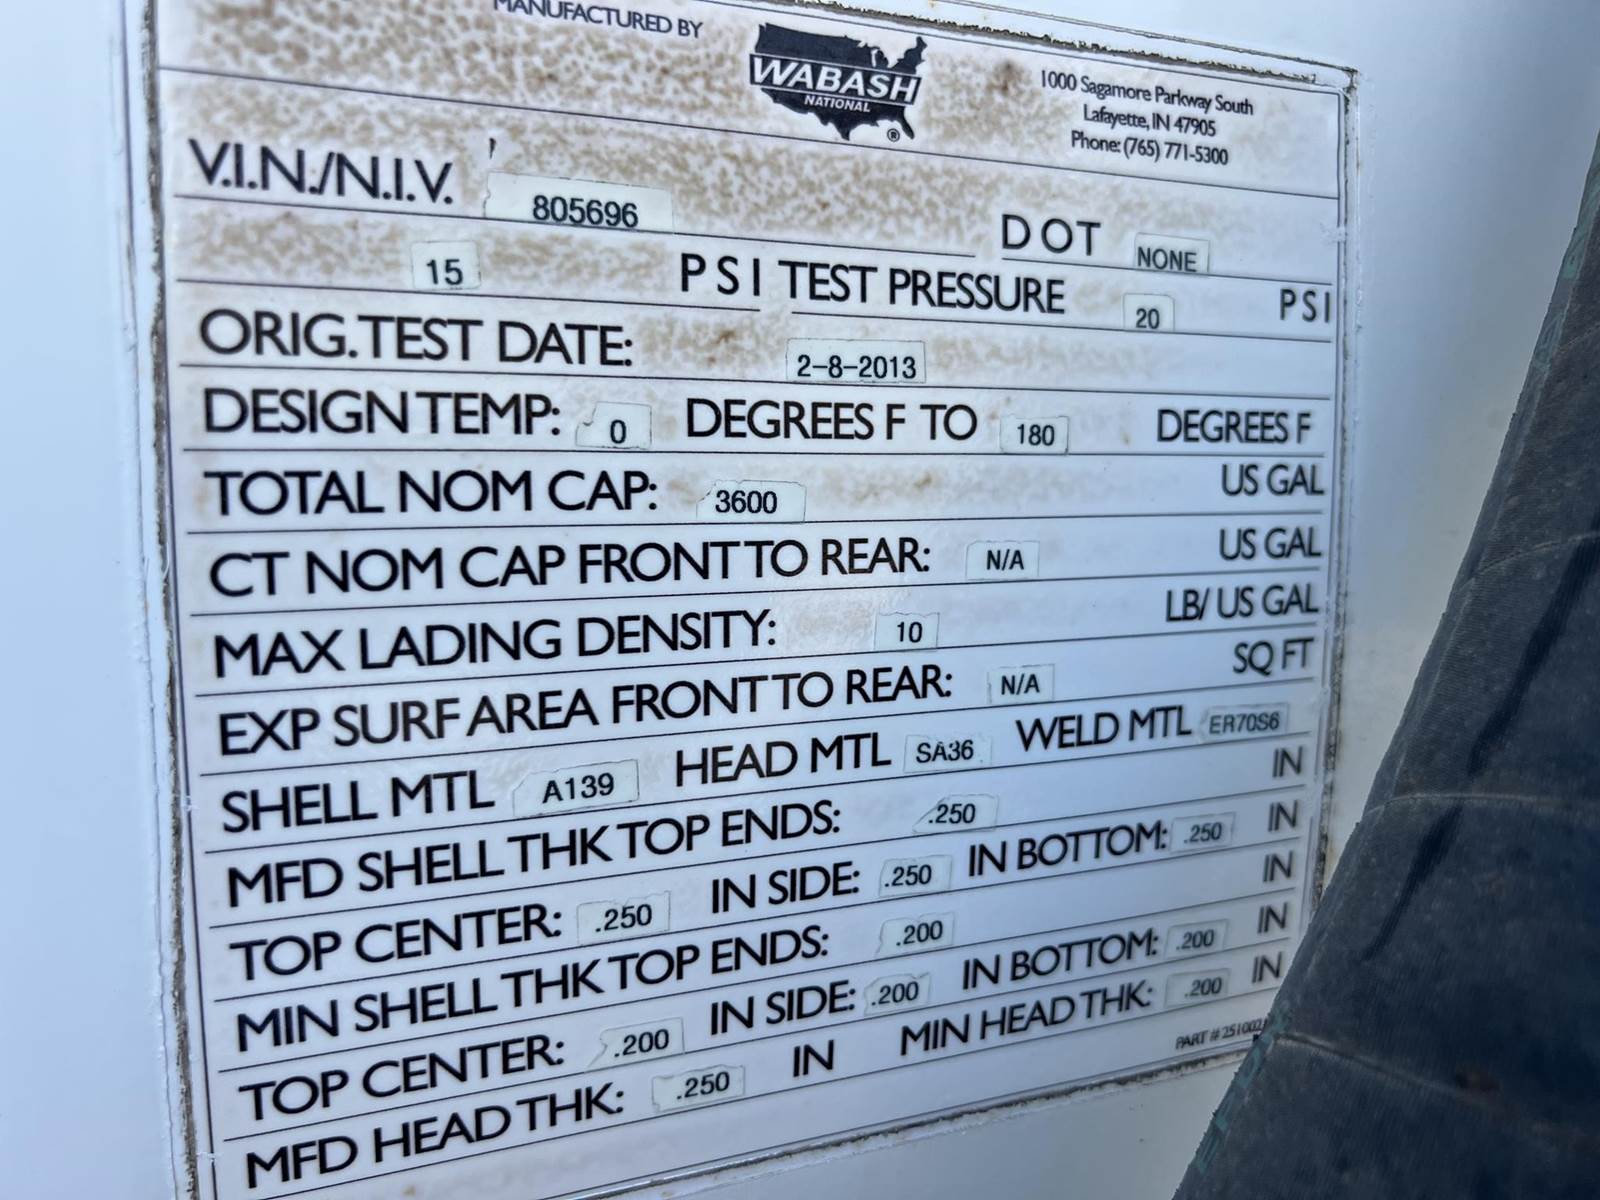 MANUFACTURED BY
WABASH
NATIONAL
®
1000 Sagamore Parkway South
Lafayette, IN 47905
Phone: (765) 771-5300
V.I.N./N.I.V. 805696 DOT NONE
15 PSI TEST PRESSURE 20 PSI
ORIG. TEST DATE: 2-8-2013
DESIGN TEMP: 0 DEGREES F TO 180 DEGREES F
TOTAL NOM CAP: 3600 US GAL
CT NOM CAP FRONT TO REAR: N/A US GAL
MAX LADING DENSITY: 10 LB/ US GAL
EXP SURF AREA FRONT TO REAR: N/A SQ FT
SHELL MTL A139 HEAD MTL SA36 WELD MTL ER70S6
MFD SHELL THK TOP ENDS: .250 IN
TOP CENTER: .250 IN SIDE: .250 IN BOTTOM: .250 IN
MIN SHELL THK TOP ENDS: .200 IN
TOP CENTER: .200 IN SIDE: .200 IN BOTTOM: .200 IN
MFD HEAD THK: .250 IN MIN HEAD THK: .200 IN
PART #